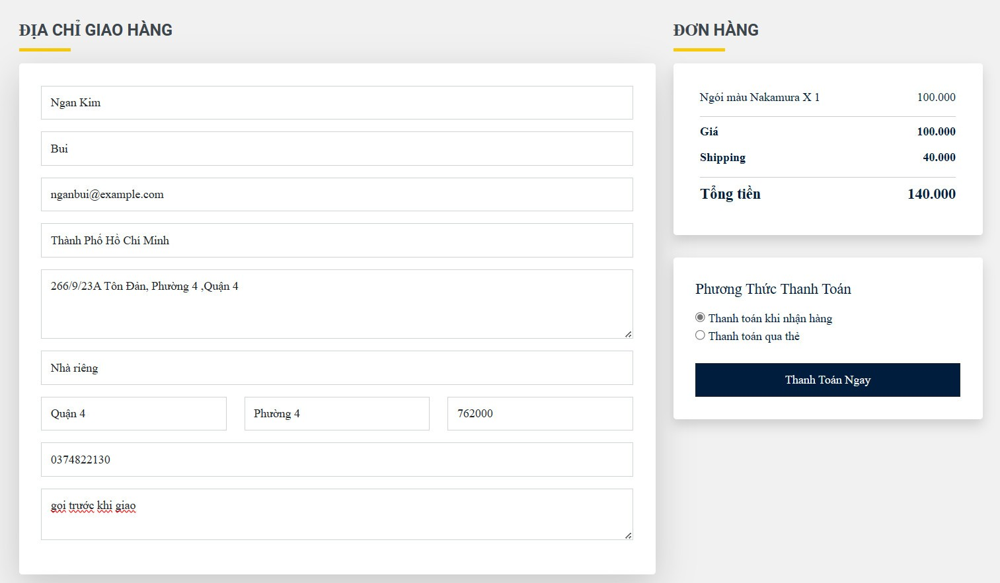 ĐỊA CHỈ GIAO HÀNG
Ngan Kim
Bui
nganbui@example.com
Thành Phố Hồ Chí Minh
266/9/23A Tôn Đản, Phường 4 ,Quận 4
Nhà riêng
Quận 4
Phường 4
762000
0374822130
gọi trước khi giao
ĐƠN HÀNG
Ngói màu Nakamura X 1 100.000
Giá 100.000
Shipping 40.000
Tổng tiền 140.000
Phương Thức Thanh Toán
Thanh toán khi nhận hàng
Thanh toán qua thẻ
Thanh Toán Ngay